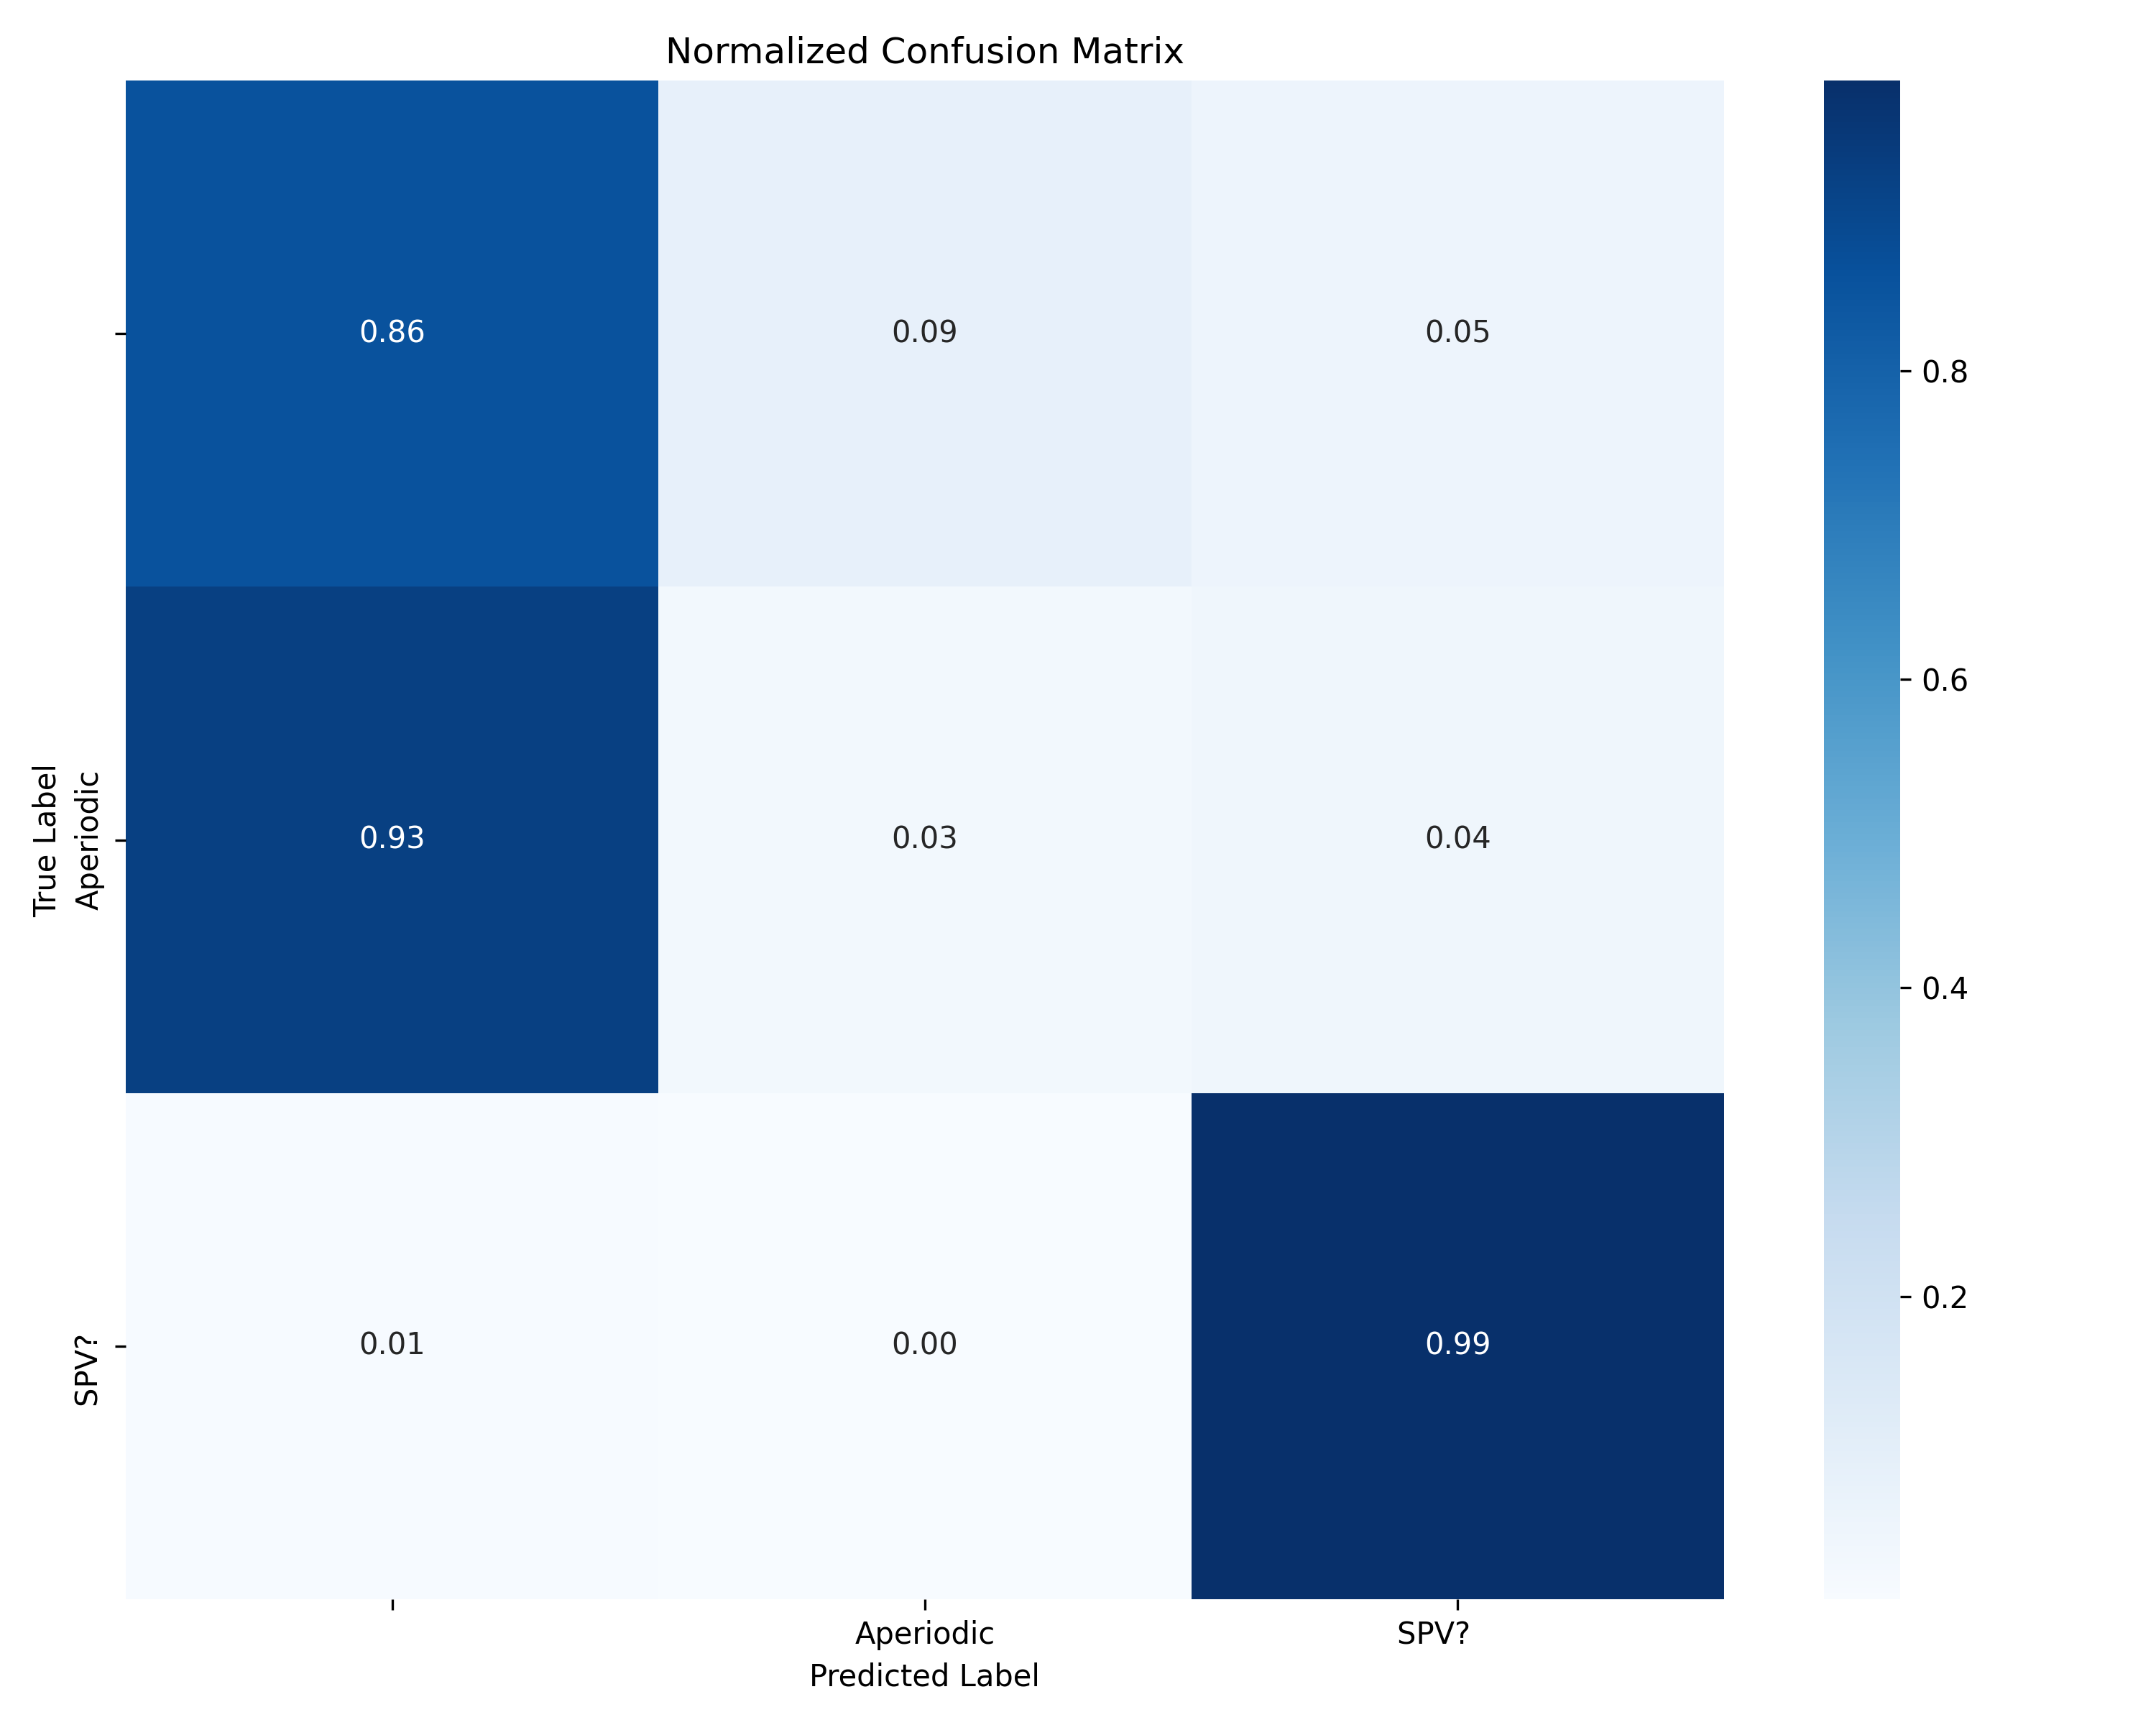 Normalized Confusion Matrix
0.86 0.09 0.05
0.93 0.03 0.04
0.01 0.00 0.99
True Label
Aperiodic
SPV?
Aperiodic
SPV?
Predicted Label
0.8
0.6
0.4
0.2